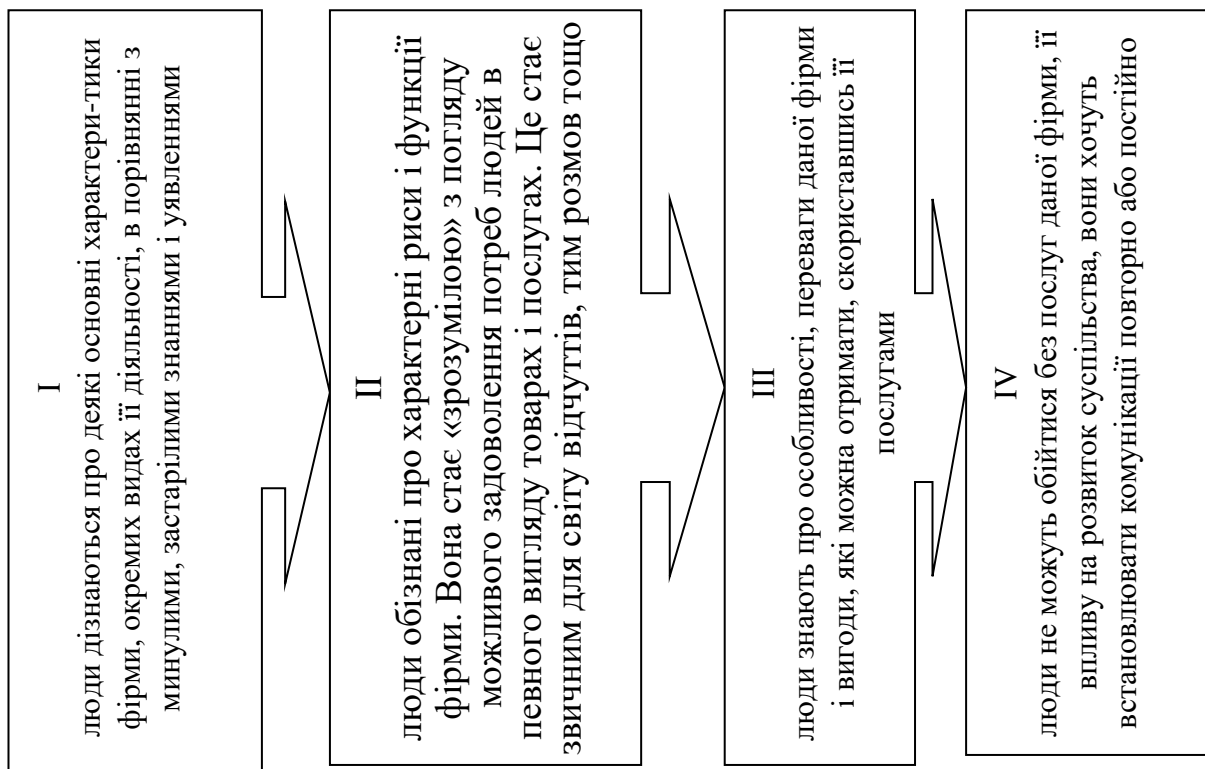 I
люди дізнаються про деякі основні характери-тики
фірми, окремих видах її діяльності, в порівнянні з
минулими, застарілими знаннями і уявленнями
II
люди обізнані про характерні риси і функції
фірми. Вона стає «зрозумілою» з погляду
можливого задоволення потреб людей в
певного вигляду товарах і послугах. Це стає
звичним для світу відчуттів, тим розмов тощо
III
люди знають про особливості, переваги даної фірми
і вигоди, які можна отримати, скориставшись її
послугами
IV
люди не можуть обійтися без послуг даної фірми, її
впливу на розвиток суспільства, вони хочуть
встановлювати комунікації повторно або постійно